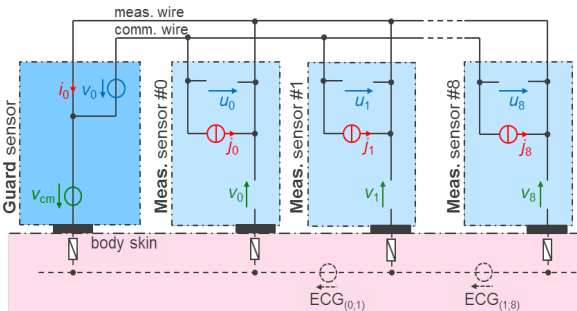 meas. wire
comm. wire
Guard sensor
i0
v0
vcm
Meas. sensor #0
u0
j0
v0
Meas. sensor #1
u1
j1
v1
Meas. sensor #8
u8
j8
v8
body skin
ECG(0;1)
ECG(1;8)